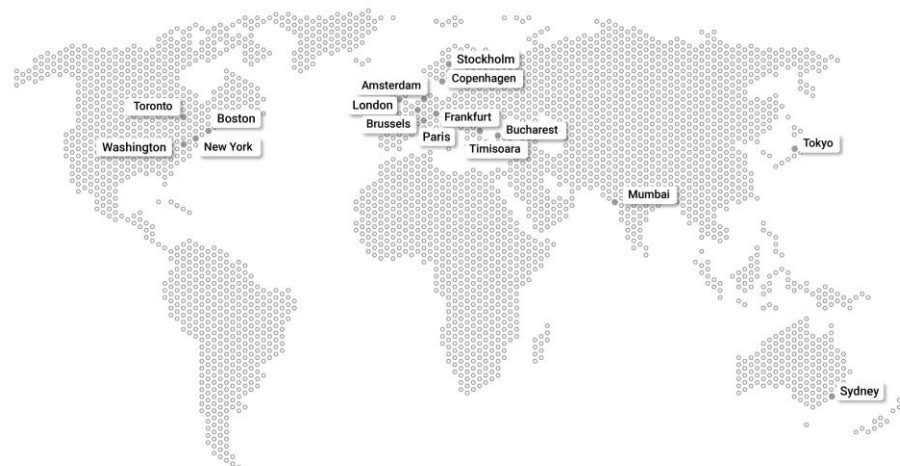 Stockholm
Copenhagen
Amsterdam
London
Toronto
Boston
Brussels
Frankfurt
Paris
Bucharest
Washington
New York
Timisoara
Tokyo
Mumbai
Sydney